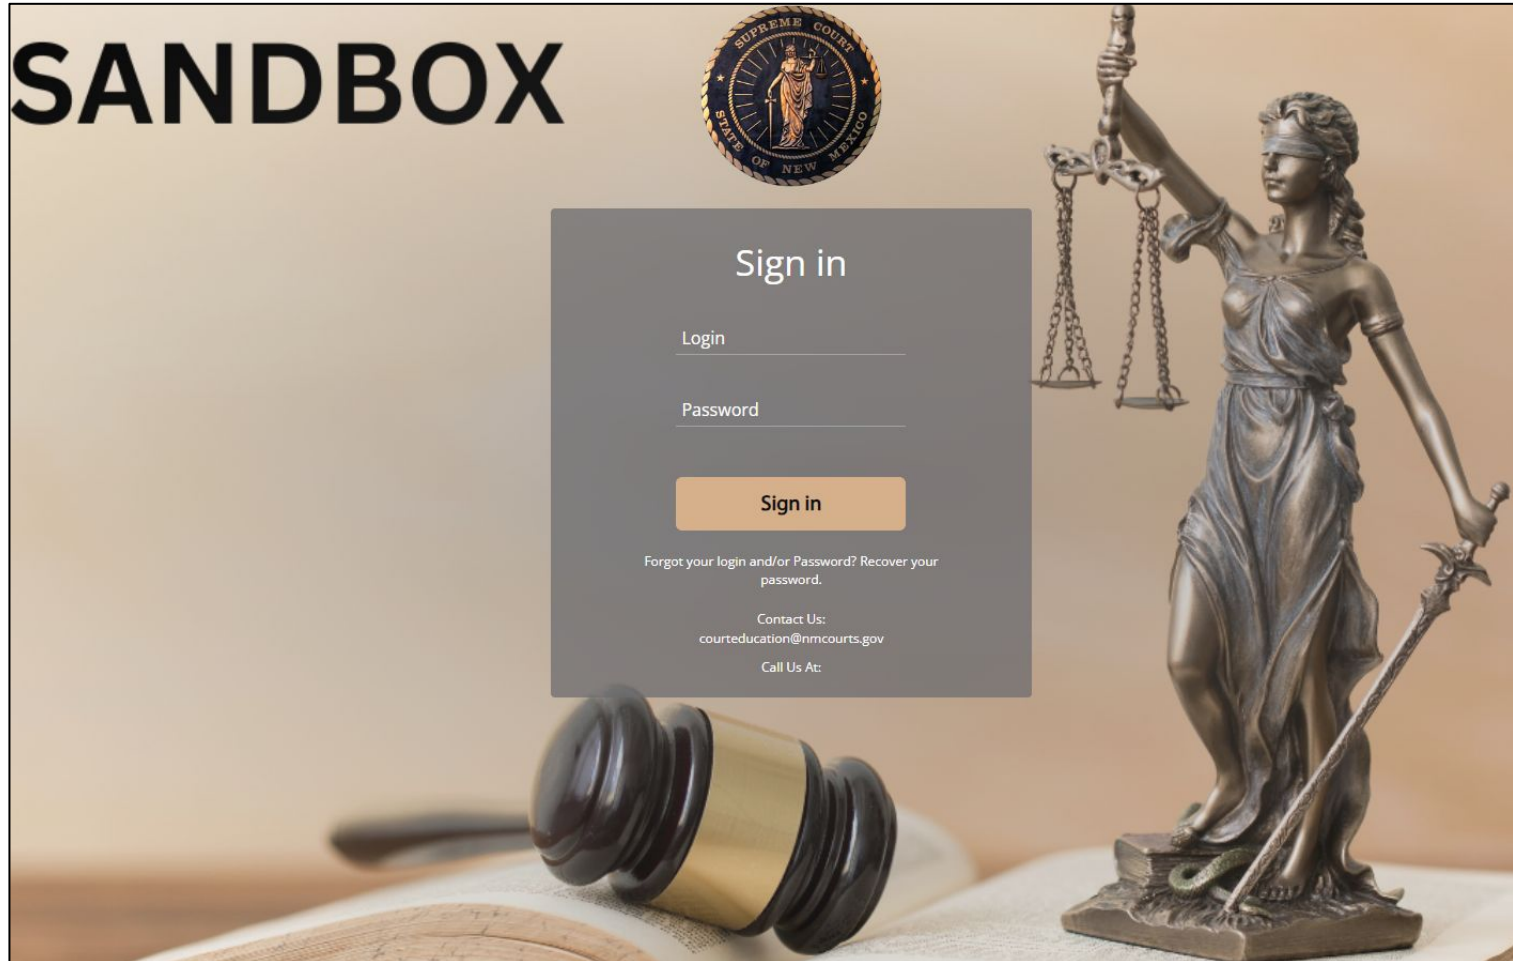 SANDBOX
SUPREME COURT
STATE OF NEW MEXICO
Sign in
Login
Password
Sign in
Forgot your login and/or Password? Recover your
password.
Contact Us:
courteducation@nmcourts.gov
Call Us At: